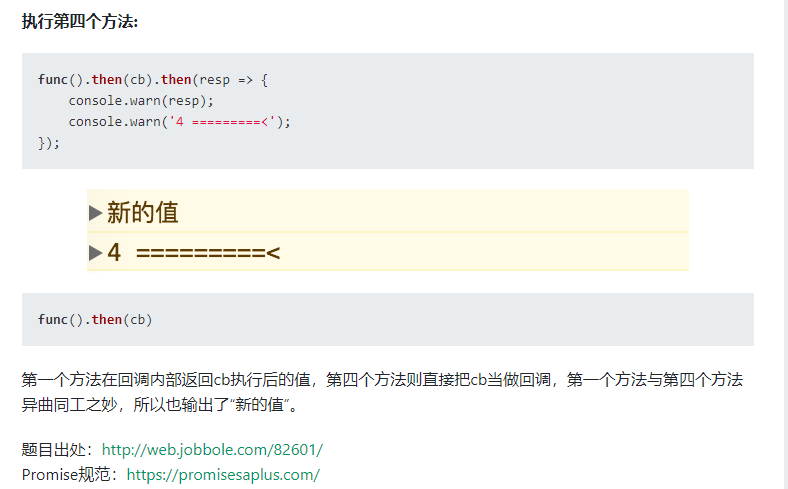 执行第四个方法:
func().then(cb).then(resp => {
    console.warn(resp);
    console.warn('4 =========<');
});
▶新的值
▶4 =========<
func().then(cb)
第一个方法在回调内部返回cb执行后的值，第四个方法则直接把cb当做回调，第一个方法与第四个方法
异曲同工之妙，所以也输出了“新的值”。
题目出处：http://web.jobbole.com/82601/
Promise规范：https://promisesaplus.com/